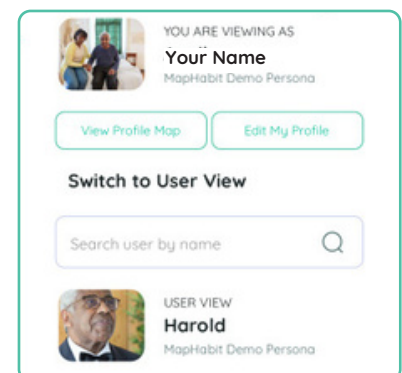 YOU ARE VIEWING AS
Your Name
MapHabit Demo Persona
View Profile Map
Edit My Profile
Switch to User View
Search user by name
USER VIEW
Harold
MapHabit Demo Persona